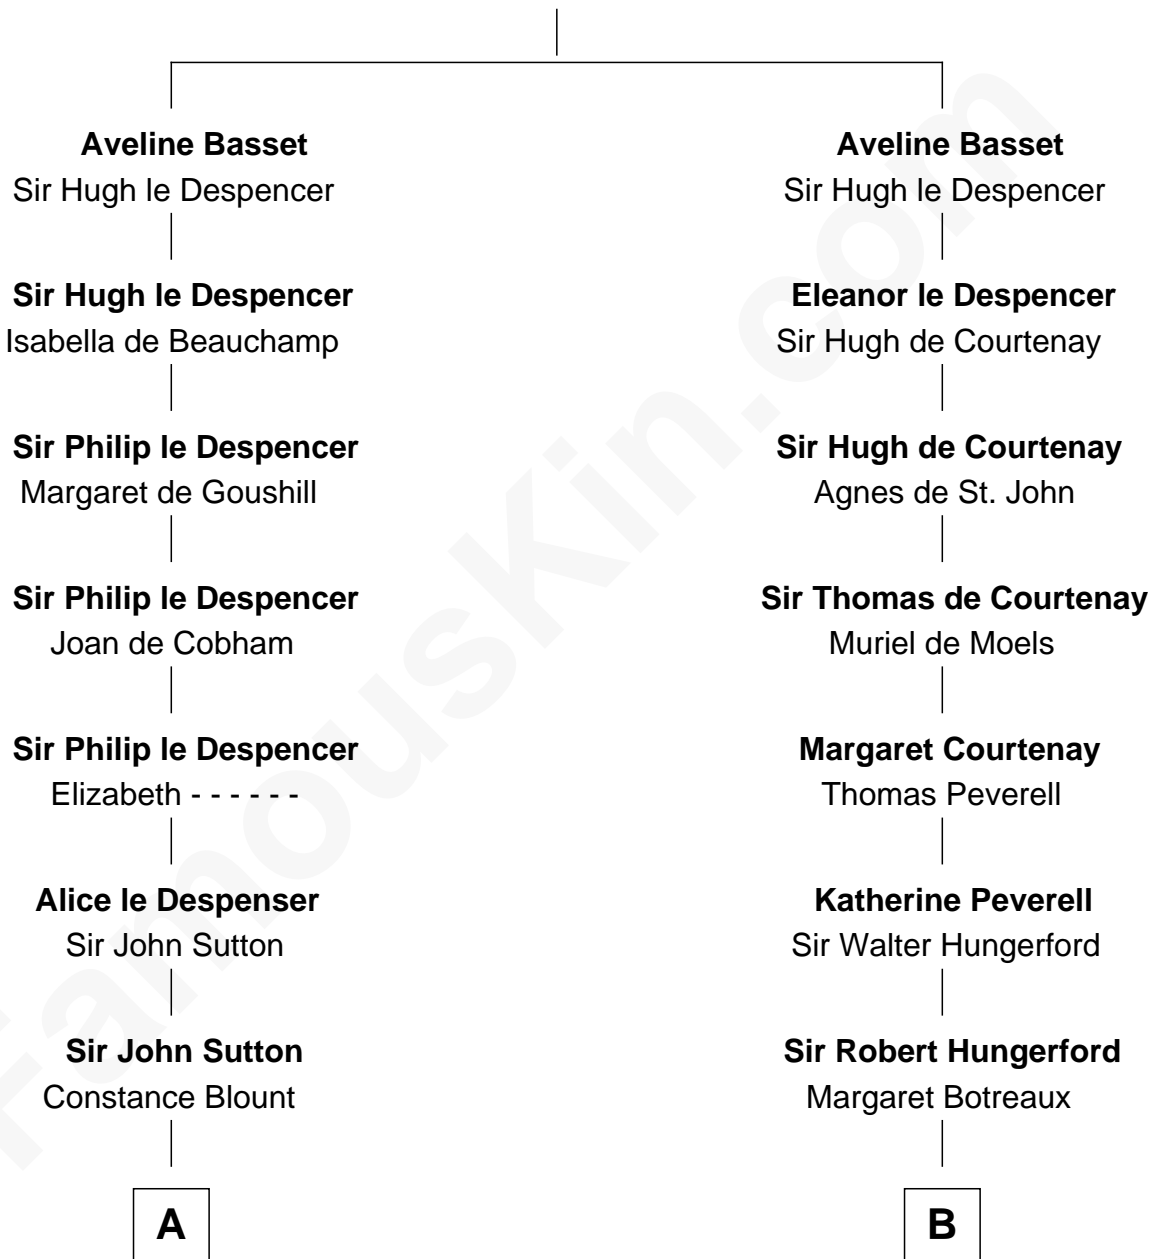 Aveline Basset
Sir Hugh le Despencer
Sir Hugh le Despencer
Isabella de Beauchamp
Sir Philip le Despencer
Margaret de Goushill
Sir Philip le Despencer
Joan de Cobham
Sir Philip le Despencer
Elizabeth - - - - - -
Alice le Despenser
Sir John Sutton
Sir John Sutton
Constance Blount
A
Aveline Basset
Sir Hugh le Despencer
Eleanor le Despencer
Sir Hugh de Courtenay
Sir Hugh de Courtenay
Agnes de St. John
Sir Thomas de Courtenay
Muriel de Moels
Margaret Courtenay
Thomas Peverell
Katherine Peverell
Sir Walter Hungerford
Sir Robert Hungerford
Margaret Botreaux
B
FamousKin.com